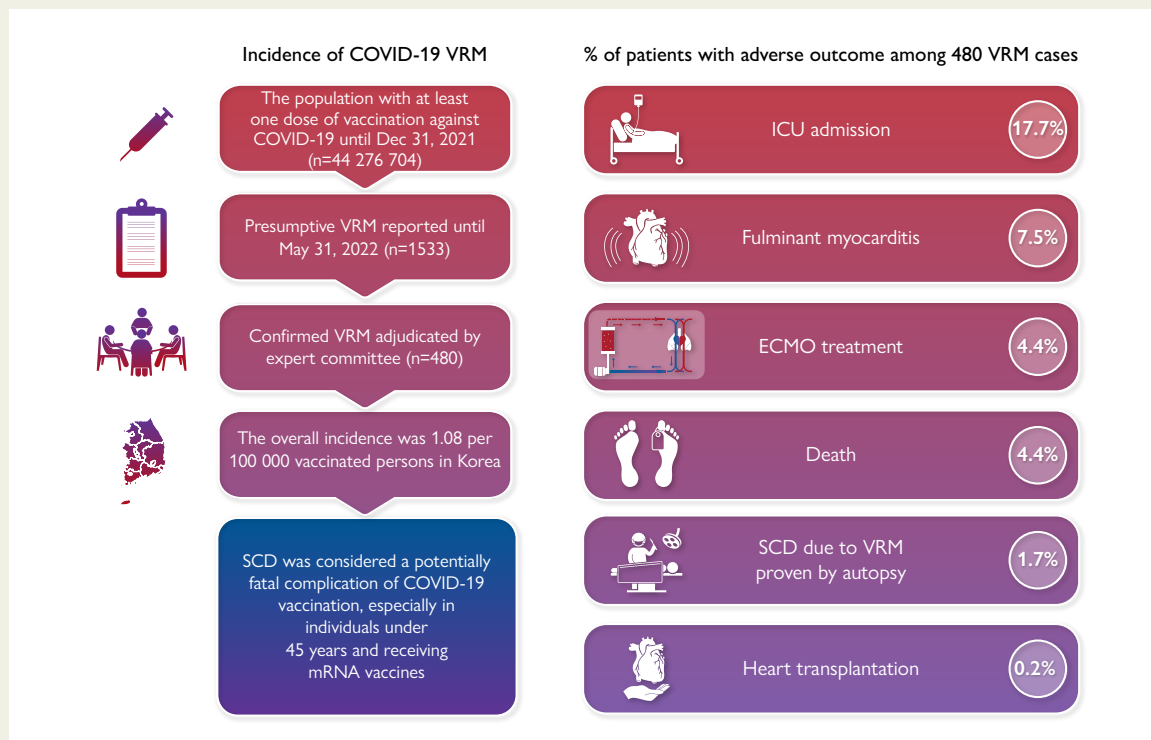 Incidence of COVID-19 VRM
The population with at least
one dose of vaccination against
COVID-19 until Dec 31, 2021
(n=44 276 704)
Presumptive VRM reported until
May 31, 2022 (n=1533)
Confirmed VRM adjudicated by
expert committee (n=480)
The overall incidence was 1.08 per
100 000 vaccinated persons in Korea
SCD was considered a potentially
fatal complication of COVID-19
vaccination, especially in
individuals under
45 years and receiving
mRNA vaccines
% of patients with adverse outcome among 480 VRM cases
ICU admission
17.7%
Fulminant myocarditis
7.5%
ECMO treatment
4.4%
Death
4.4%
SCD due to VRM
proven by autopsy
1.7%
Heart transplantation
0.2%